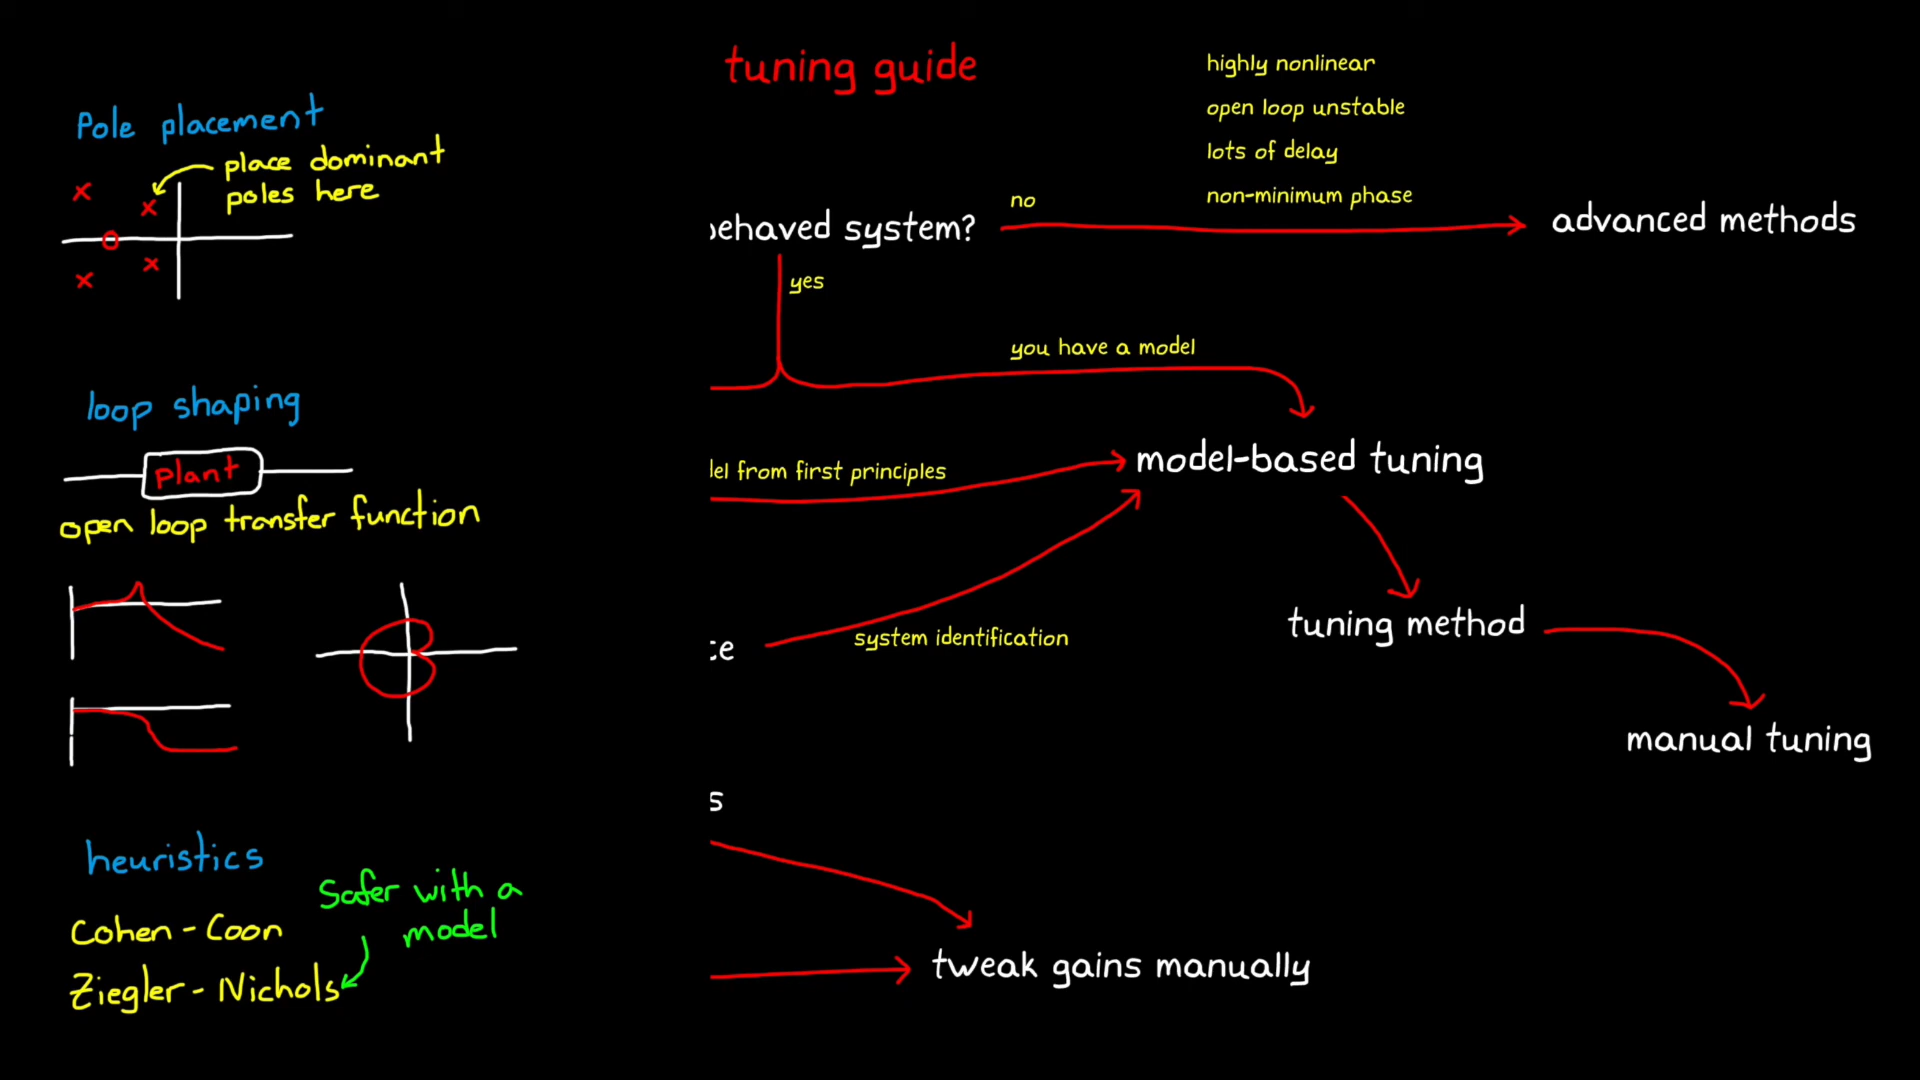 Pole placement
place dominant
poles here
loop shaping
plant
open loop transfer function
heuristics
Safer with a
model
Cohen - Coon
Ziegler - Nichols
tuning guide
highly nonlinear
open loop unstable
lots of delay
non-minimum phase
behaved system?
no
advanced methods
yes
you have a model
from first principles
model-based tuning
system identification
tuning method
manual tuning
tweak gains manually